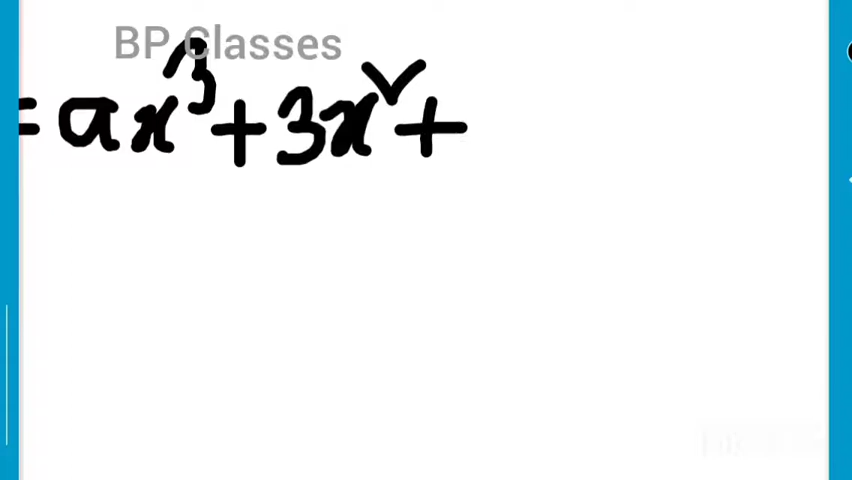 BP Classes
= ax³ + 3x² +